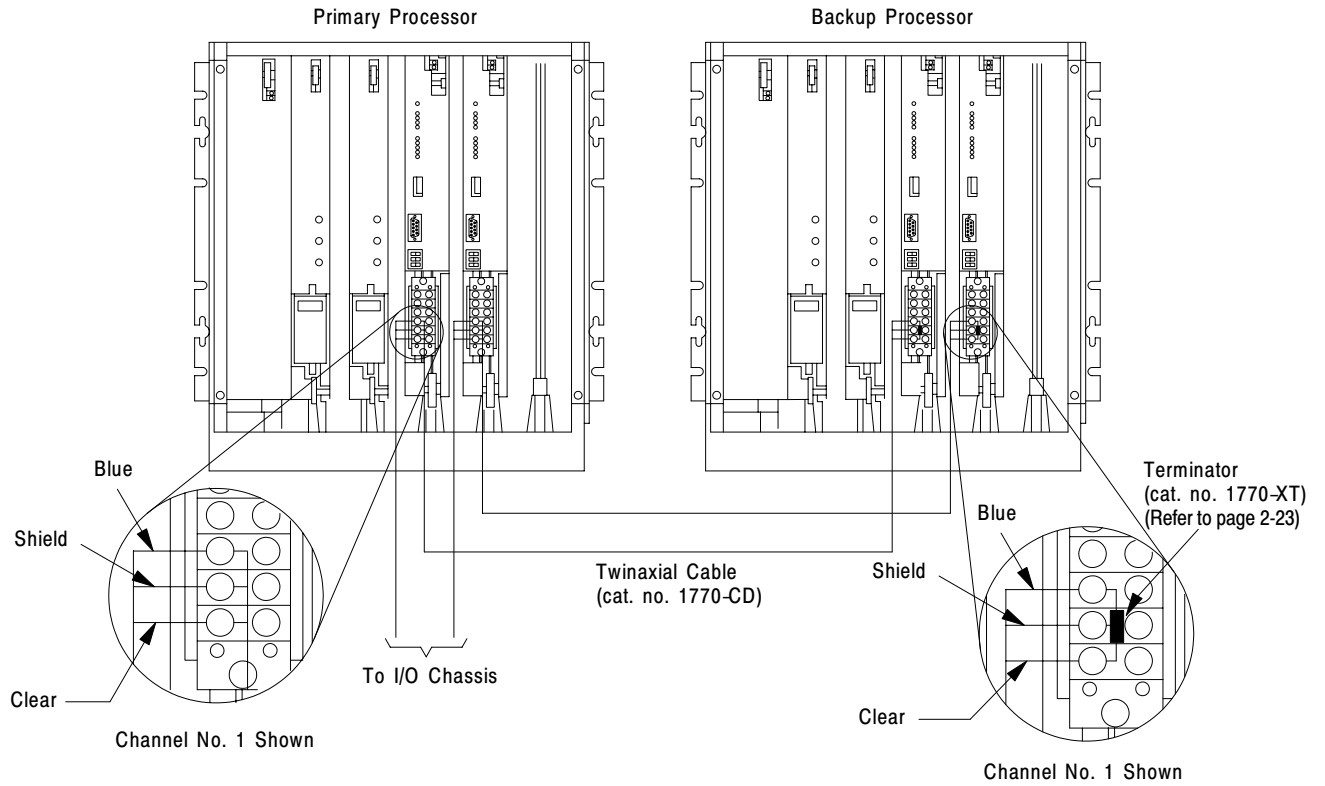 Primary Processor
Backup Processor
Blue
Shield
Clear
Channel No. 1 Shown
To I/O Chassis
Twinaxial Cable
(cat. no. 1770-CD)
Terminator
(cat. no. 1770-XT)
(Refer to page 2-23)
Blue
Shield
Clear
Channel No. 1 Shown